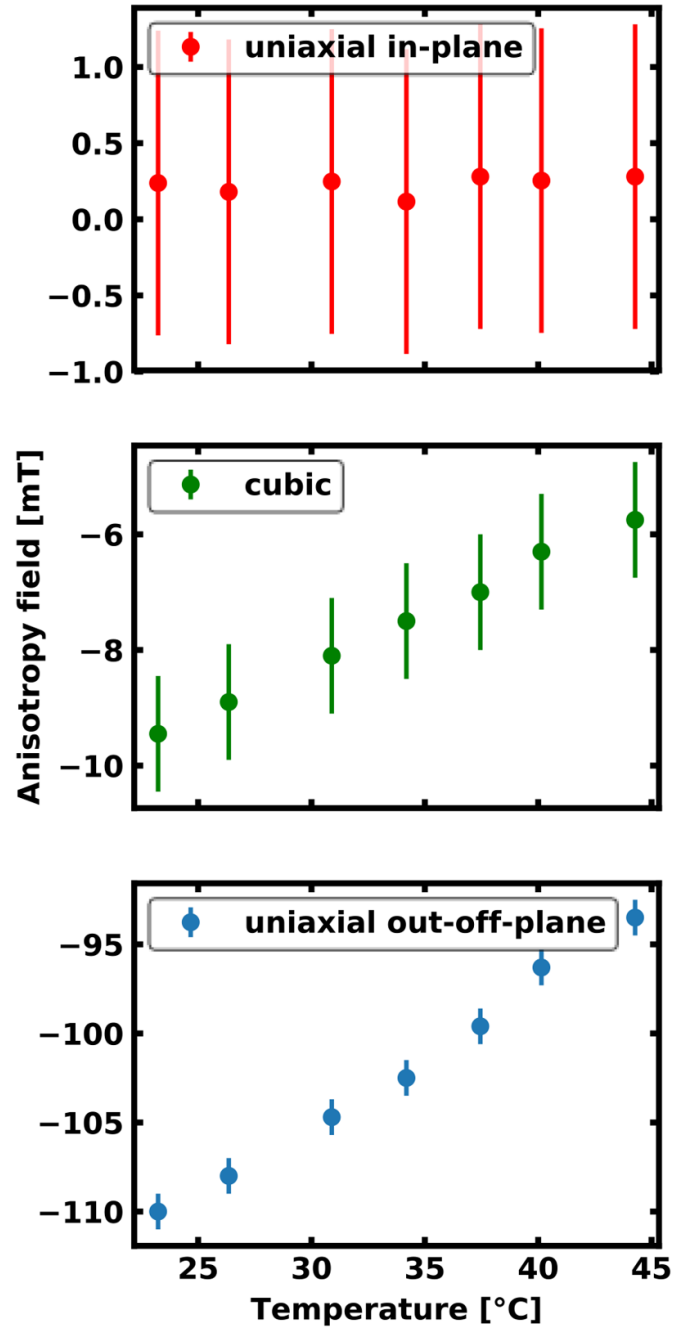 uniaxial in-plane
1.0
0.5
0.0
−0.5
−1.0
Anisotropy field [mT]
cubic
−6
−8
−10
uniaxial out-off-plane
−95
−100
−105
−110
25 30 35 40 45
Temperature [°C]